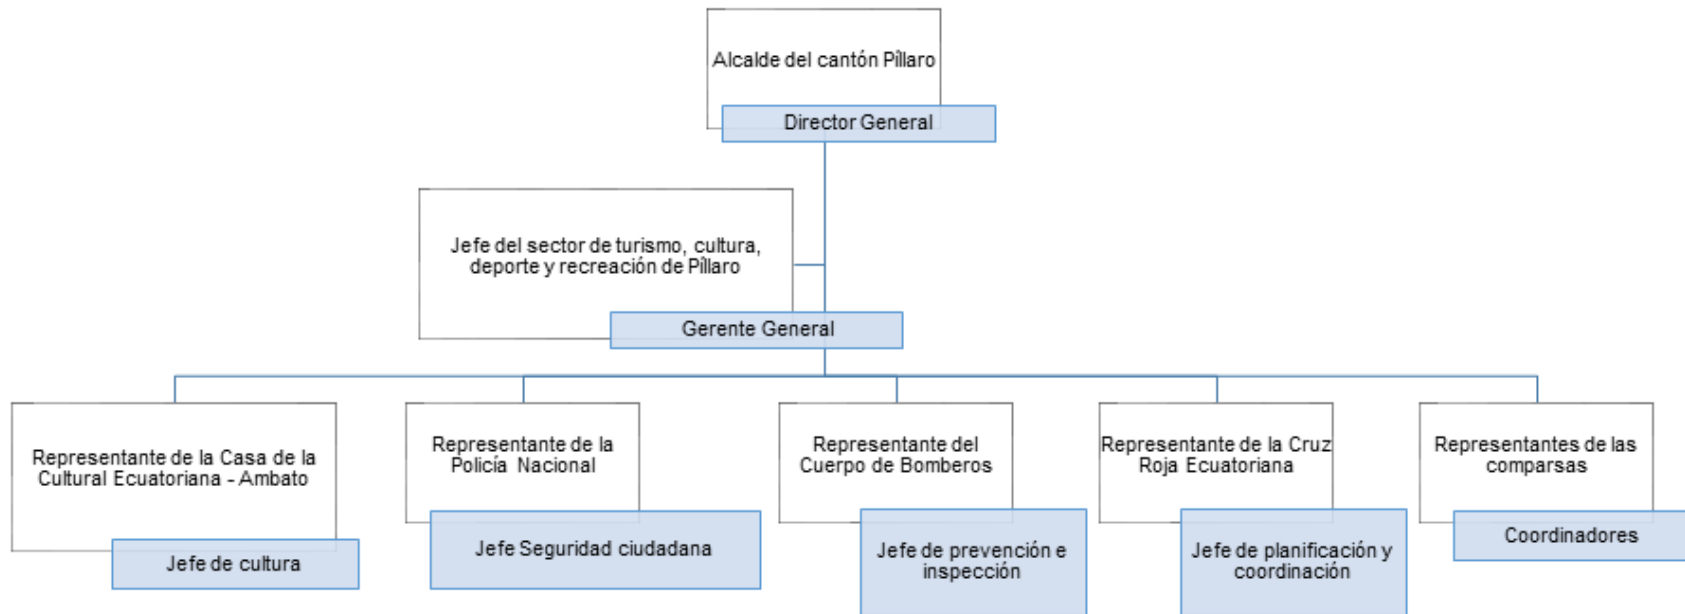 Alcalde del cantón Píllaro
Director General
Jefe del sector de turismo, cultura,
deporte y recreación de Píllaro
Gerente General
Representante de la Casa de la
Cultural Ecuatoriana - Ambato
Jefe de cultura
Representante de la
Policía Nacional
Jefe Seguridad ciudadana
Representante del
Cuerpo de Bomberos
Jefe de prevención e
inspección
Representante de la Cruz
Roja Ecuatoriana
Jefe de planificación y
coordinación
Representantes de las
comparsas
Coordinadores